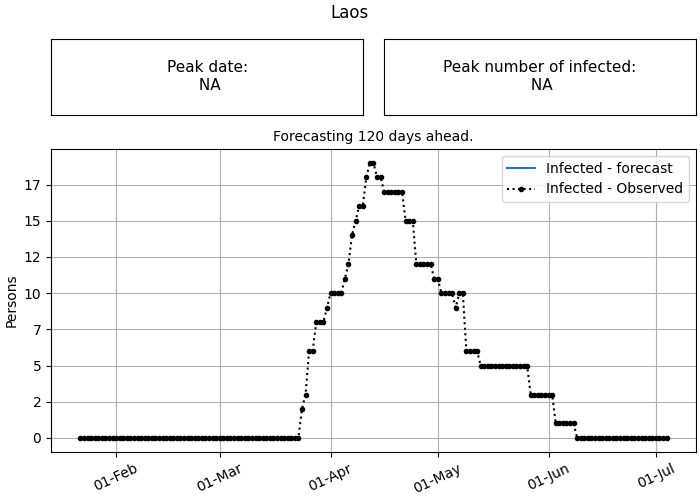 Laos
Peak date:
NA
Peak number of infected:
NA
Forecasting 120 days ahead.
Infected - forecast
Infected - Observed
Persons
17
15
12
10
7
5
2
0
01-Feb
01-Mar
01-Apr
01-May
01-Jun
01-Jul